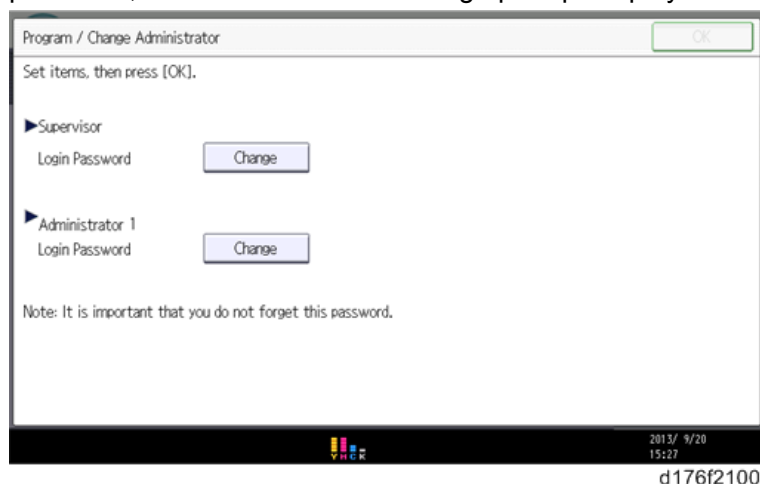 Program / Change Administrator OK
Set items, then press [OK].
▶Supervisor
Login Password Change
▶Administrator 1
Login Password Change
Note: It is important that you do not forget this password.
2013/ 9/20
Y M C K 15:27
d176f2100